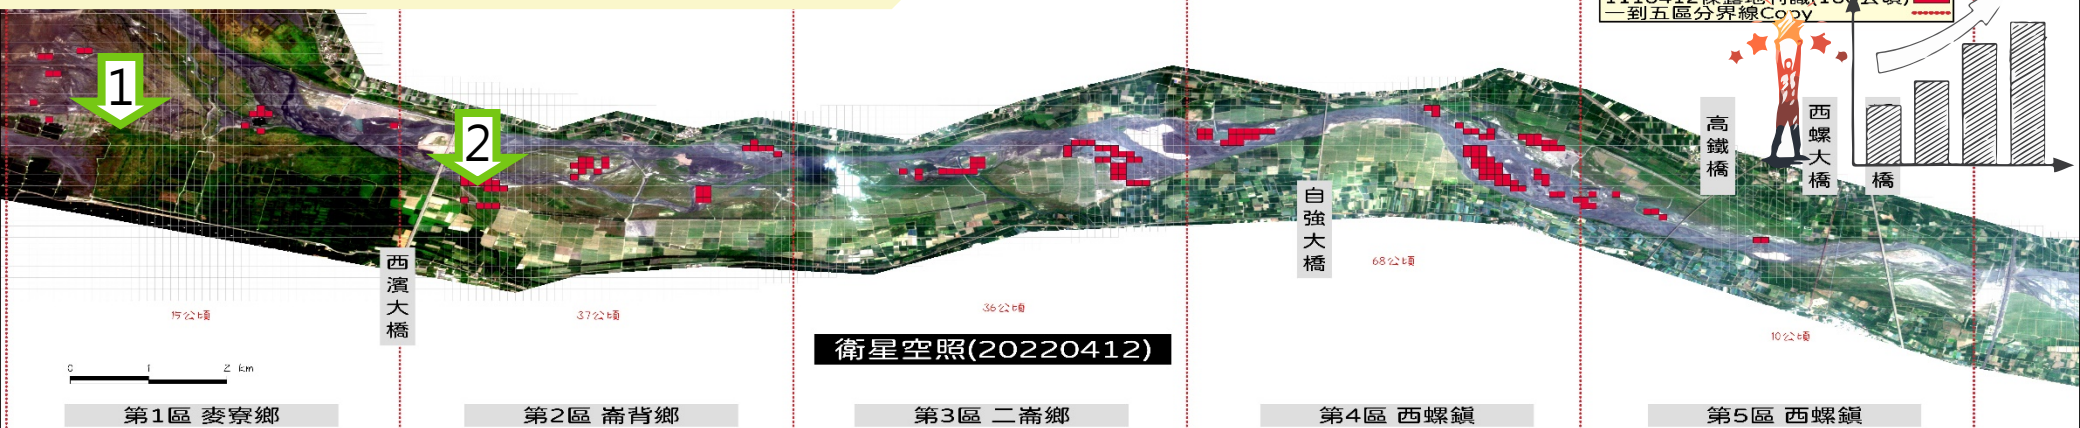 一到五區分界線Copy
1
2
高鐵橋
西螺大橋
橋
自強大橋
西濱大橋
68公頃
36公頃
37公頃
15公頃
10公頃
衛星空照(20220412)
0 1 2 km
第1區 麥寮鄉
第2區 崙背鄉
第3區 二崙鄉
第4區 西螺鎮
第5區 西螺鎮